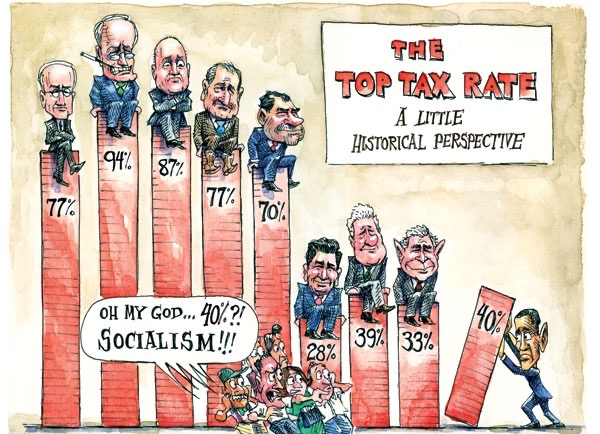 THE
TOP TAX RATE
A LITTLE
HISTORICAL PERSPECTIVE
77%
94%
87%
77%
70%
28%
39%
33%
40%
OH MY GOD... 40%?!
SOCIALISM!!!